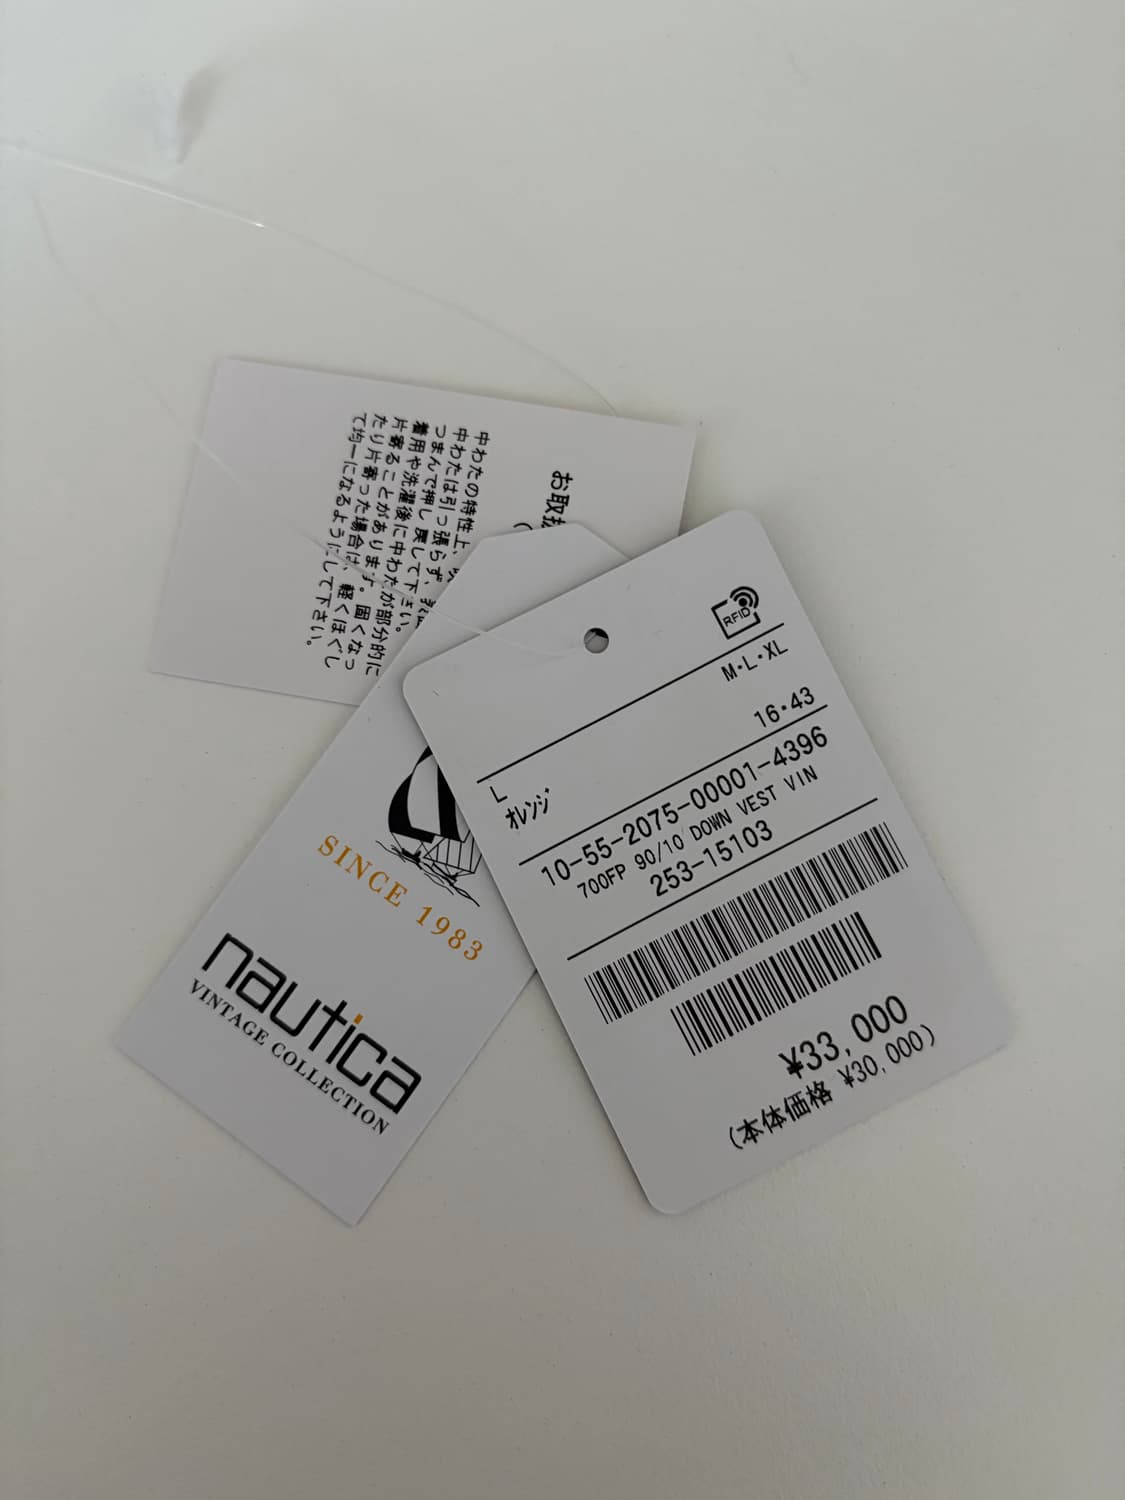 お取扱
中わたの特性上、
中わたは引っ張らず、
つまんで押し戻して下さい。
着用や洗濯後に中わたが部分的に
片寄ることがあります。固くなっ
たり片寄った場合は、軽くほぐし
て均一になるようにして下さい。
SINCE 1983
nautica
VINTAGE COLLECTION
RFID
M・L・XL
16・43
L
ｵﾚﾝｼﾞ
10-55-2075-00001-4396
700FP 90/10 DOWN VEST VIN
253-15103
¥33,000
(本体価格 ¥30,000)